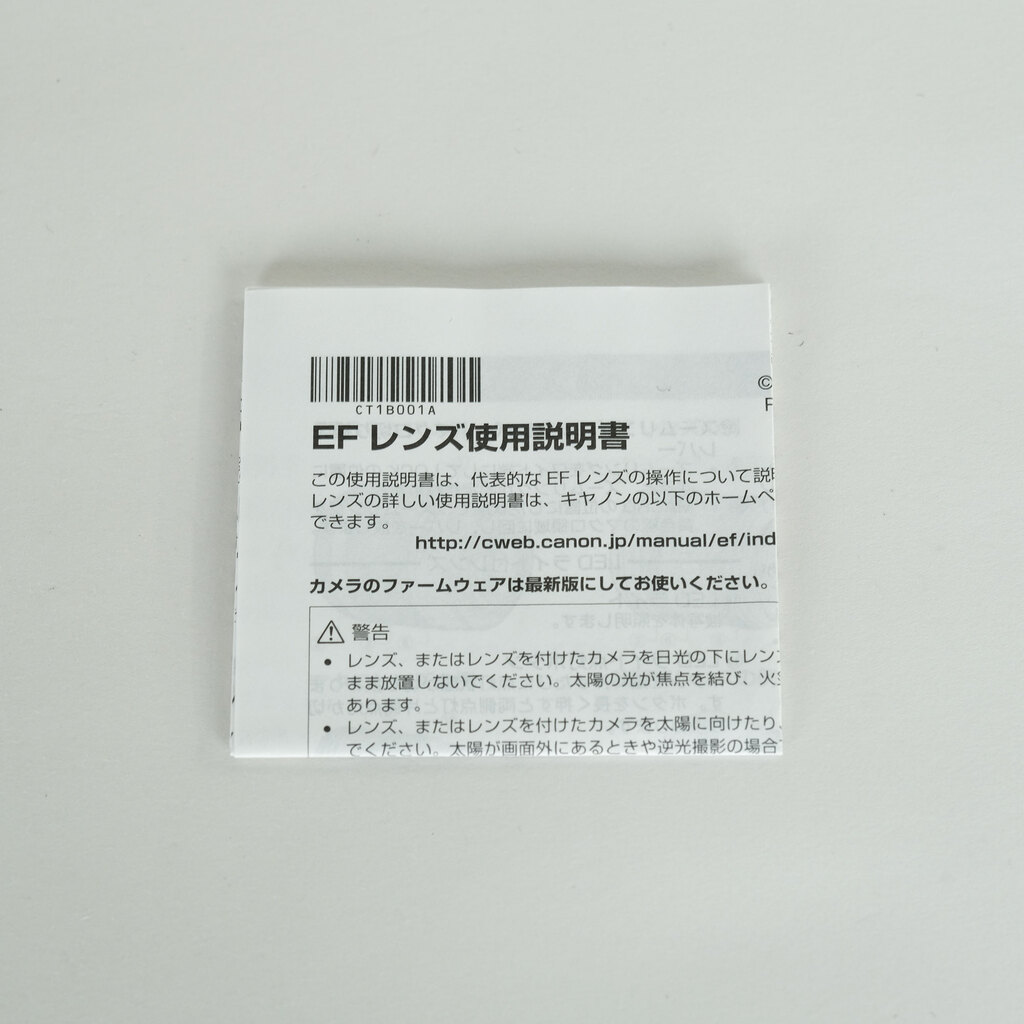 ©
CT1B001A
EF レンズ使用説明書
この使用説明書は、代表的な EF レンズの操作について説
レンズの詳しい使用説明書は、キヤノンの以下のホームペ
できます。
http://cweb.canon.jp/manual/ef/ind
カメラのファームウェアは最新版にしてお使いください。
警告
• レンズ、またはレンズを付けたカメラを日光の下にレン
まま放置しないでください。太陽の光が焦点を結び、火
あります。
• レンズ、またはレンズを付けたカメラを太陽に向けたり、
でください。太陽が画面外にあるときや逆光撮影の場合